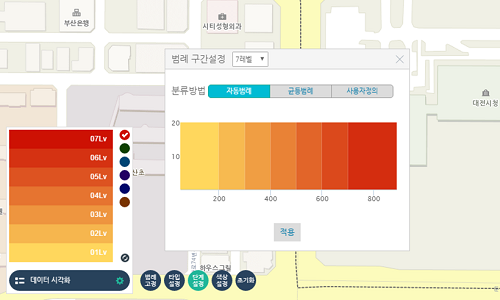 부산은행
시티성형외과
범례 구간설정 7레벨
분류방법 자동범례 균등범례 사용자정의
20
10
200 400 600 800
적용
대전시청
07Lv
06Lv
05Lv
04Lv
03Lv
02Lv
01Lv
산초
하우스그릴
데이터 시각화
범례 고정
타입 설정
단계 설정
색상 설정
초기화